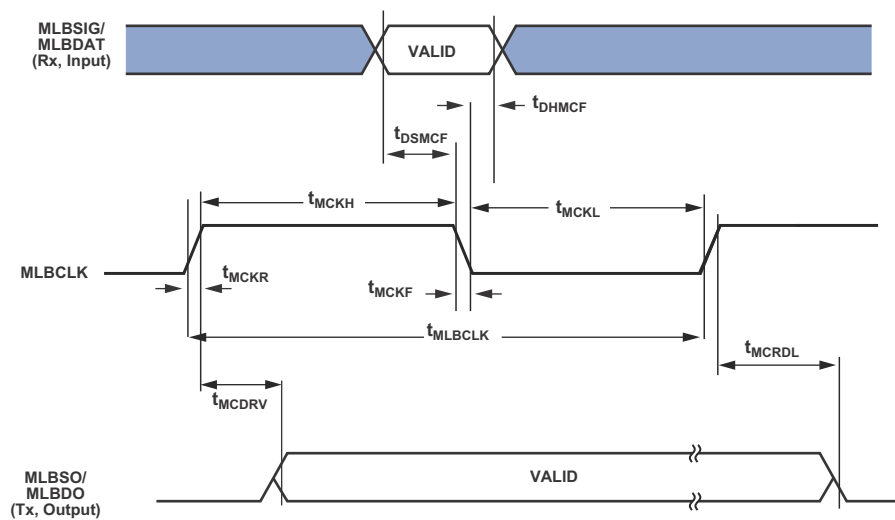 MLBSIG/
MLBDAT
(Rx, Input)
VALID
tDHMCF
tDSMCF
tMCKH
tMCKL
MLBCLK
tMCKR
tMCKF
tMLBCLK
tMCRDL
tMCDRV
MLBSO/
MLBDO
(Tx, Output)
VALID